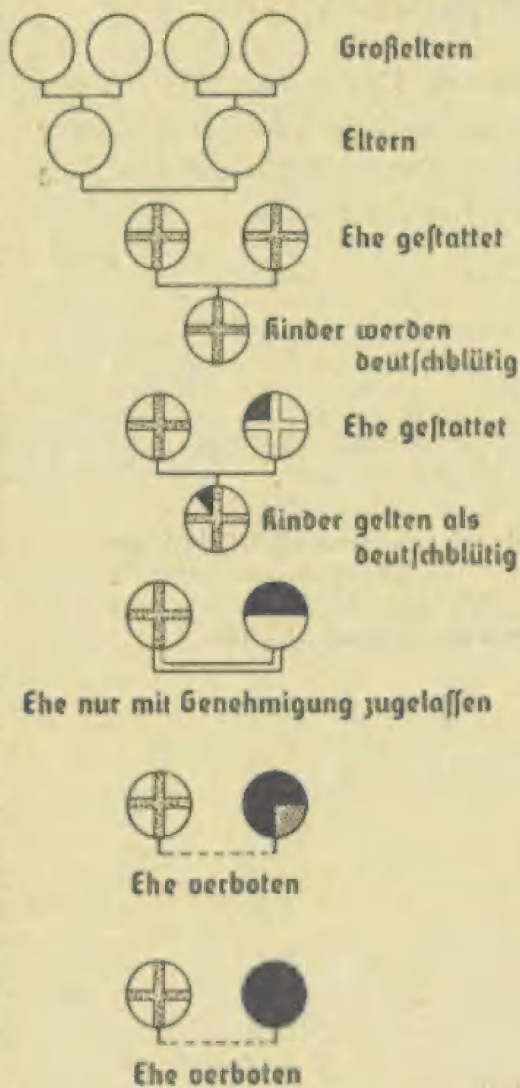 Großeltern
Eltern
Ehe gestattet
Kinder werden
deutschblütig
Ehe gestattet
Kinder gelten als
deutschblütig
Ehe nur mit Genehmigung zugelassen
Ehe verboten
Ehe verboten